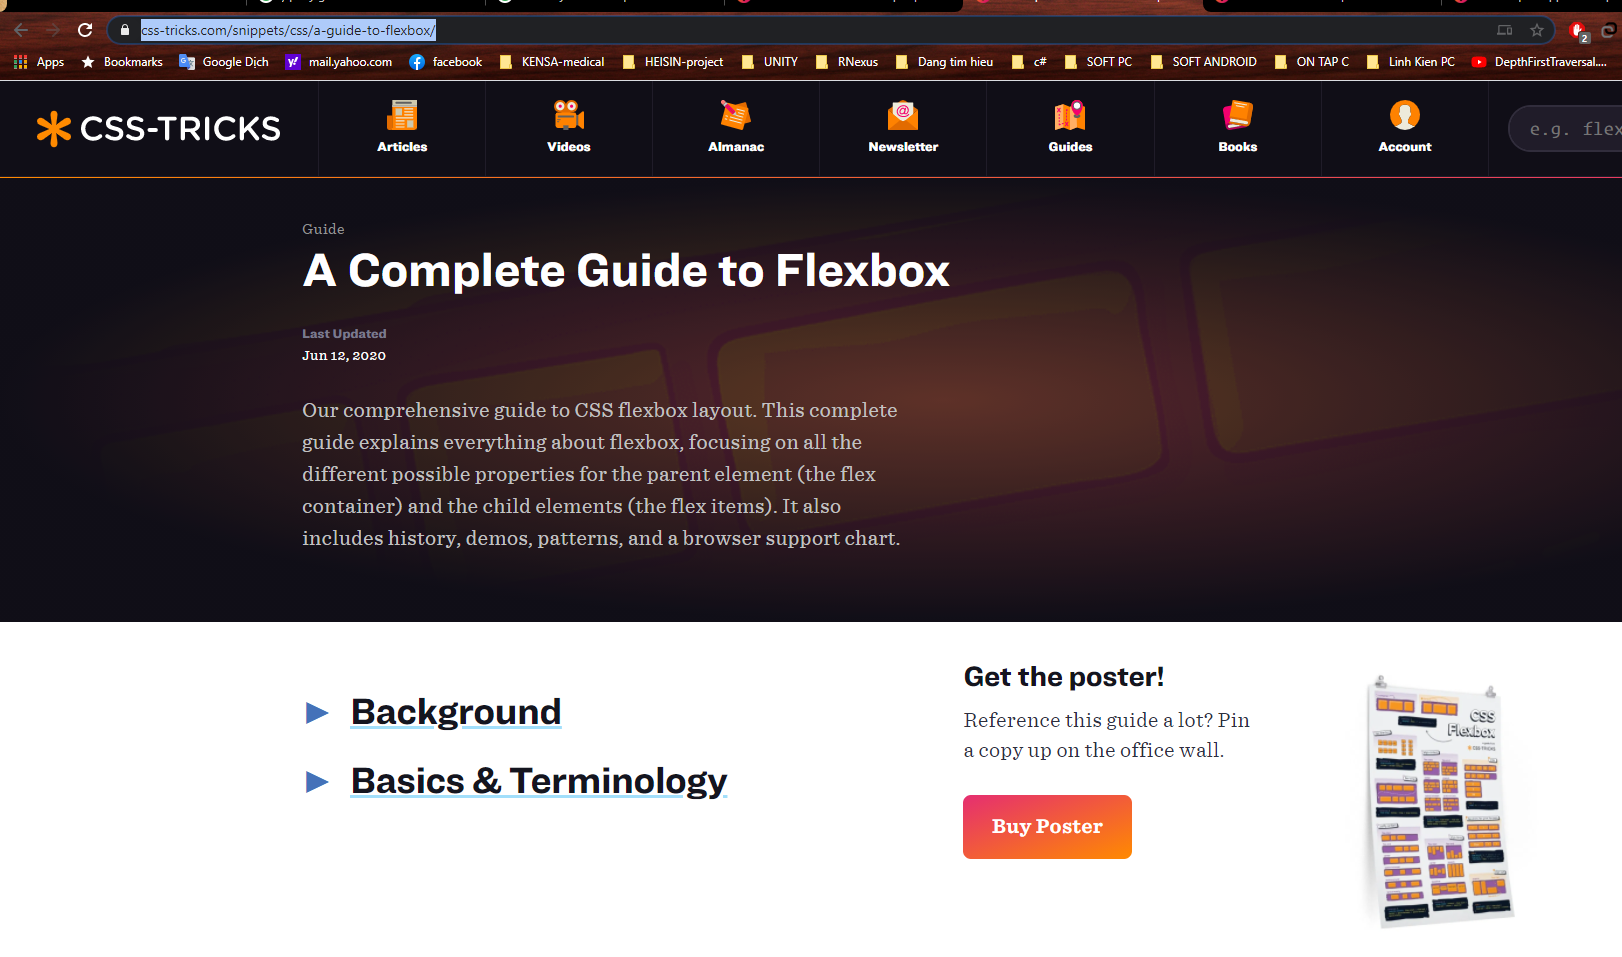 css-tricks.com/snippets/css/a-guide-to-flexbox/
2
Apps Bookmarks Google Dịch mail.yahoo.com facebook KENSA-medical HEISIN-project UNITY RNexus Dang tim hieu c# SOFT PC SOFT ANDROID ON TAP C Linh Kien PC DepthFirstTraversal....
CSS-TRICKS
Articles Videos Almanac Newsletter Guides Books Account
e.g. flex
Guide
A Complete Guide to Flexbox
Last Updated
Jun 12, 2020
Our comprehensive guide to CSS flexbox layout. This complete
guide explains everything about flexbox, focusing on all the
different possible properties for the parent element (the flex
container) and the child elements (the flex items). It also
includes history, demos, patterns, and a browser support chart.
Background
Basics & Terminology
Get the poster!
Reference this guide a lot? Pin
a copy up on the office wall.
Buy Poster
CSS
Flexbox